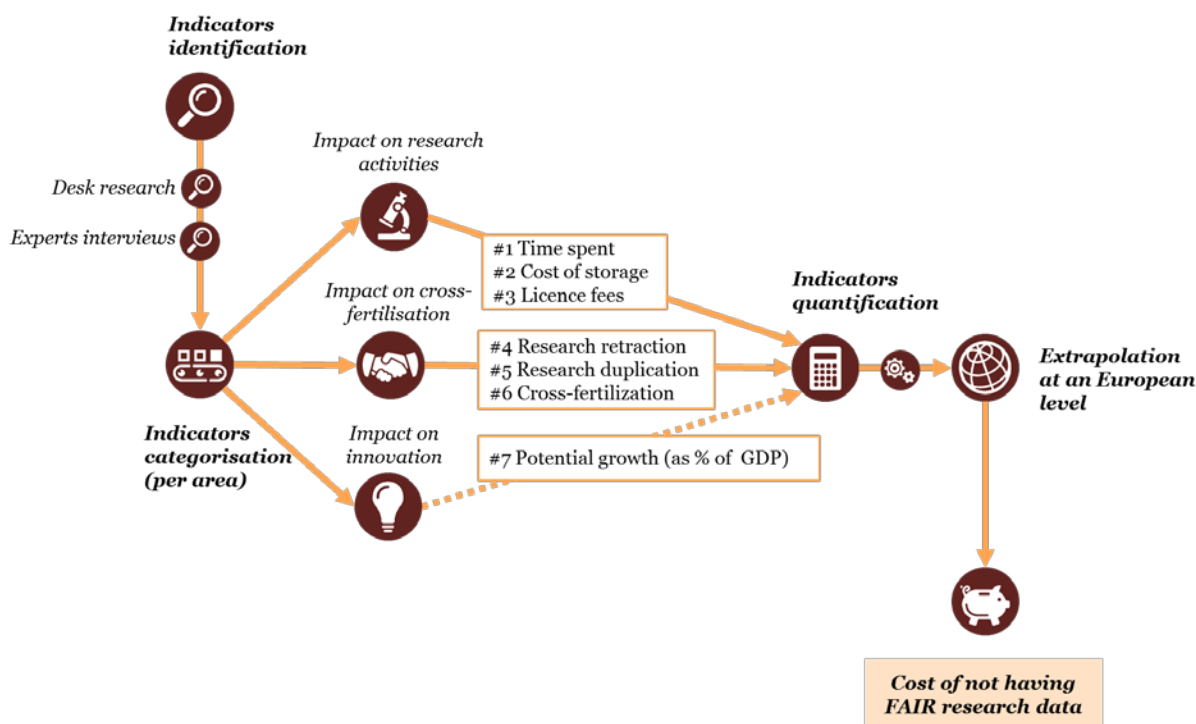 Indicators
identification
Desk research
Experts interviews
Indicators
categorisation
(per area)
Impact on research
activities
Impact on cross-
fertilisation
Impact on
innovation
#1 Time spent
#2 Cost of storage
#3 Licence fees
#4 Research retraction
#5 Research duplication
#6 Cross-fertilization
#7 Potential growth (as % of GDP)
Indicators
quantification
Extrapolation
at an European
level
Cost of not having
FAIR research data